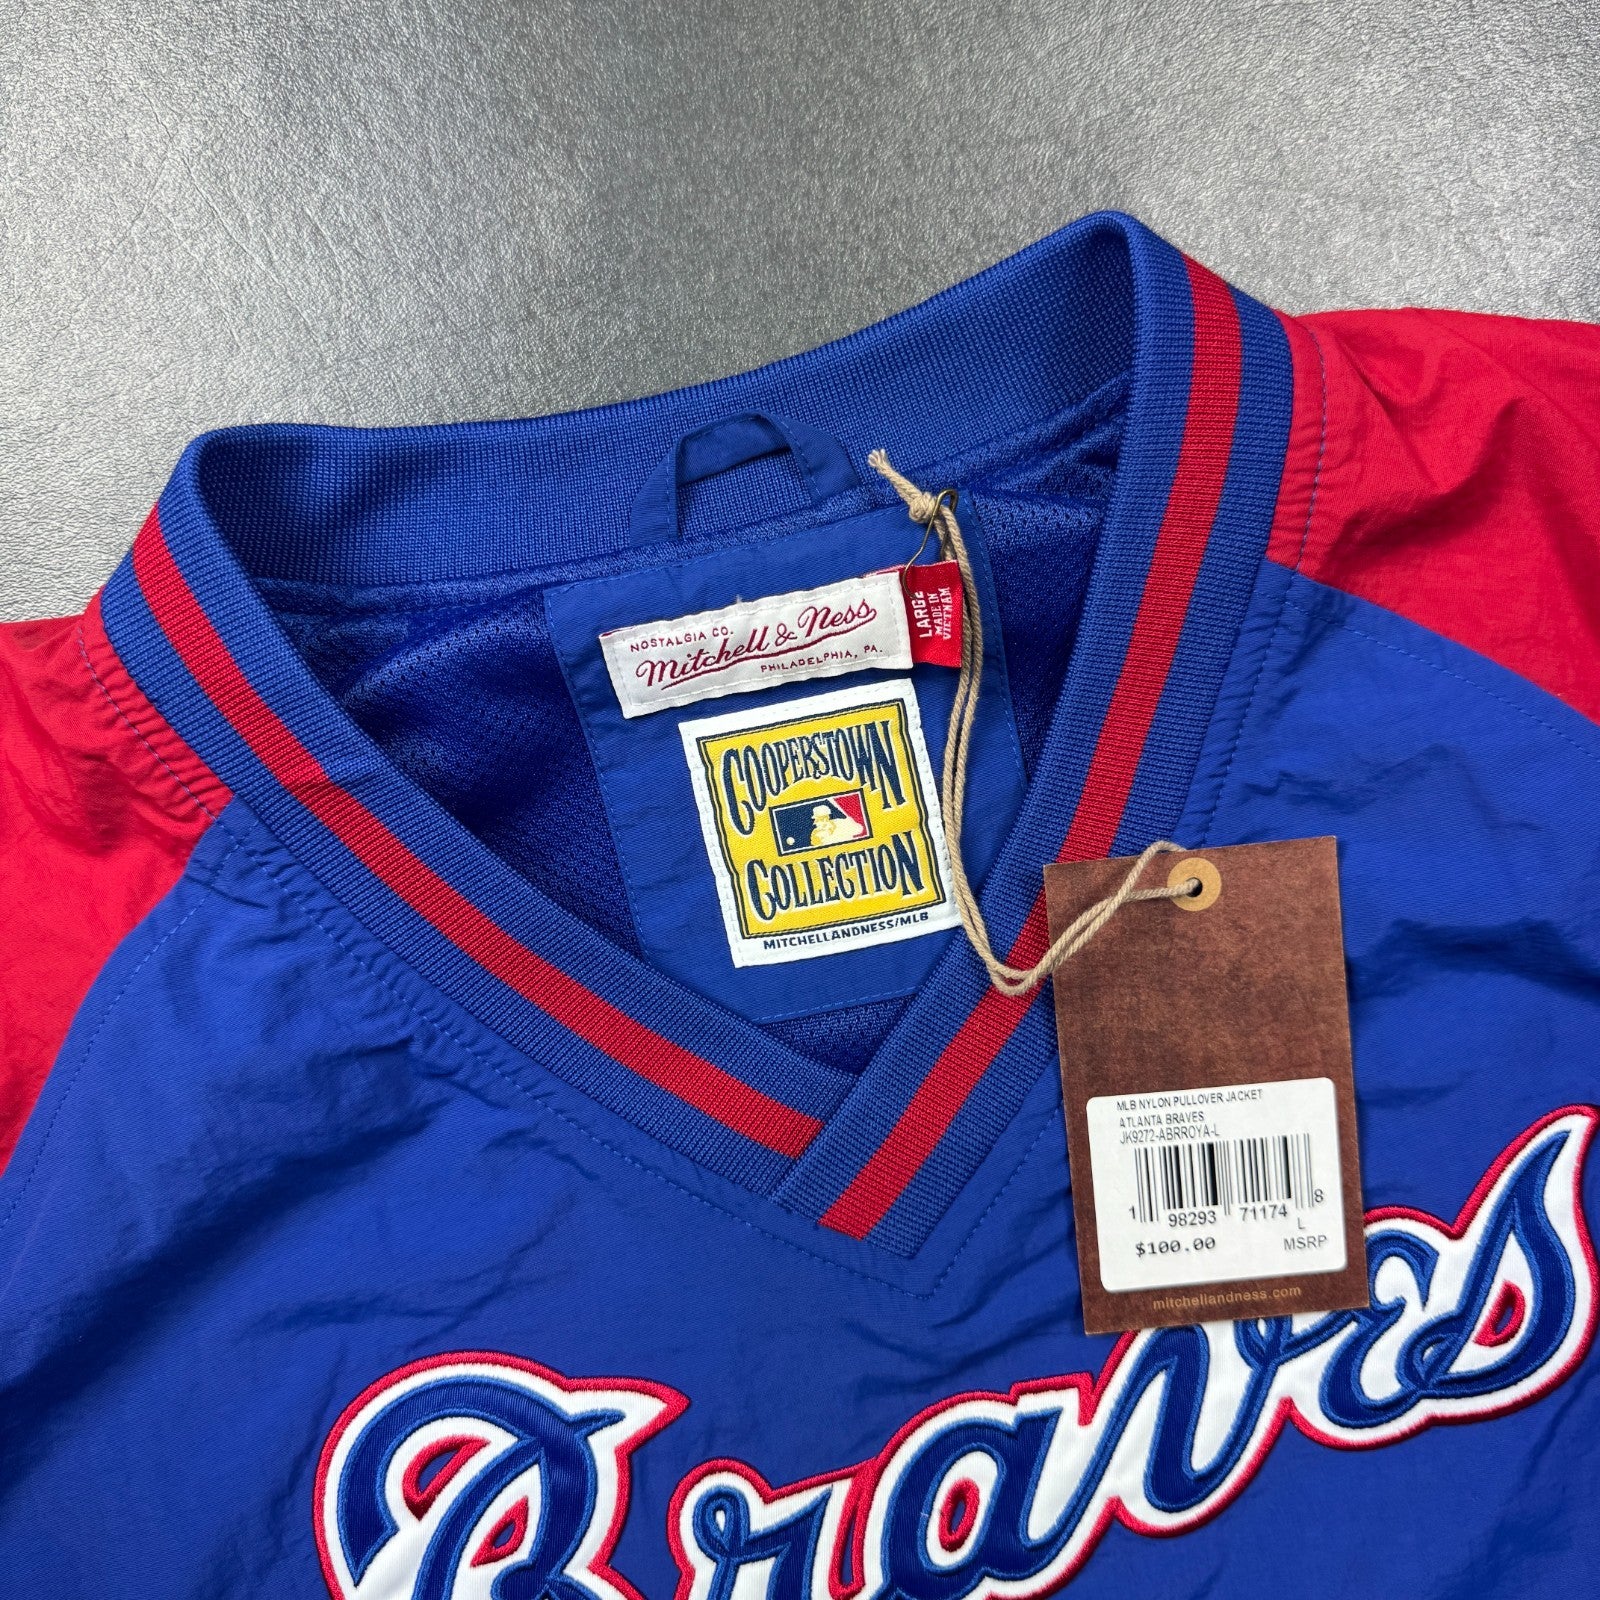 NOSTALGIA CO.
Mitchell & Ness
PHILADELPHIA, PA.
LARGE
MADE IN
VIETNAM
COOPERSTOWN
COLLECTION
MITCHELLANDNESS/MLB
MLB NYLON PULLOVER JACKET
ATLANTA BRAVES
JK9272-ABRROYA-L
1 98293 71174 8
L
$100.00 MSRP
mitchellandness.com
Braves